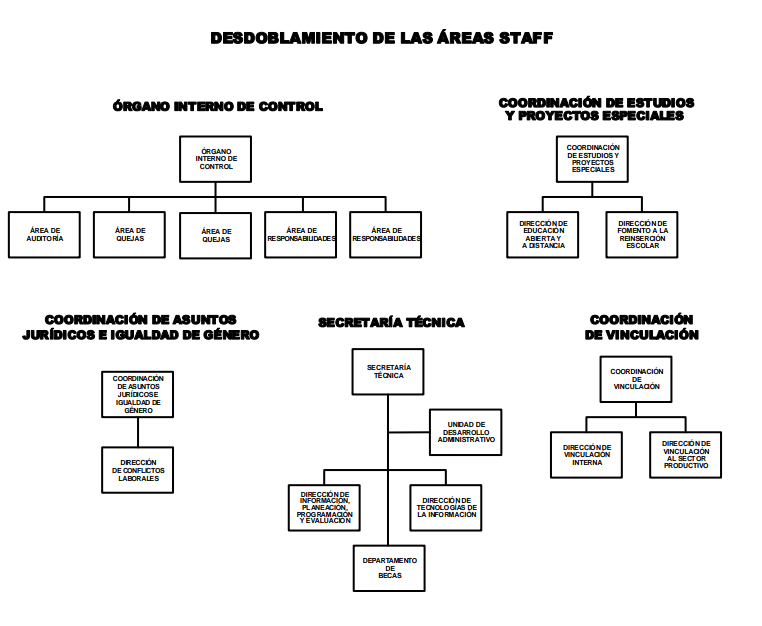 DESDOBLAMIENTO DE LAS ÁREAS STAFF
ÓRGANO INTERNO DE CONTROL
ÓRGANO
INTERNO DE
CONTROL
ÁREA DE
AUDITORÍA
ÁREA DE
QUEJAS
ÁREA DE
QUEJAS
ÁREA DE
RESPONSABILIDADES
ÁREA DE
RESPONSABILIDADES
COORDINACIÓN DE ESTUDIOS
Y PROYECTOS ESPECIALES
COORDINACIÓN
DE ESTUDIOS Y
PROYECTOS
ESPECIALES
DIRECCIÓN DE
EDUCACIÓN
ABIERTA Y
A DISTANCIA
DIRECCIÓN DE
FOMENTO A LA
REINSERCIÓN
ESCOLAR
COORDINACIÓN DE ASUNTOS
JURÍDICOS E IGUALDAD DE GÉNERO
COORDINACIÓN
DE ASUNTOS
JURÍDICOS E
IGUALDAD DE
GÉNERO
DIRECCIÓN
DE CONFLICTOS
LABORALES
SECRETARÍA TÉCNICA
SECRETARÍA
TÉCNICA
UNIDAD DE
DESARROLLO
ADMINISTRATIVO
DIRECCIÓN DE
INFORMACIÓN,
PLANEACIÓN,
PROGRAMACIÓN
Y EVALUACIÓN
DIRECCIÓN DE
TECNOLOGÍAS DE
LA INFORMACIÓN
DEPARTAMENTO
DE
BECAS
COORDINACIÓN
DE VINCULACIÓN
COORDINACIÓN
DE
VINCULACIÓN
DIRECCIÓN DE
VINCULACIÓN
INTERNA
DIRECCIÓN DE
VINCULACIÓN
AL SECTOR
PRODUCTIVO